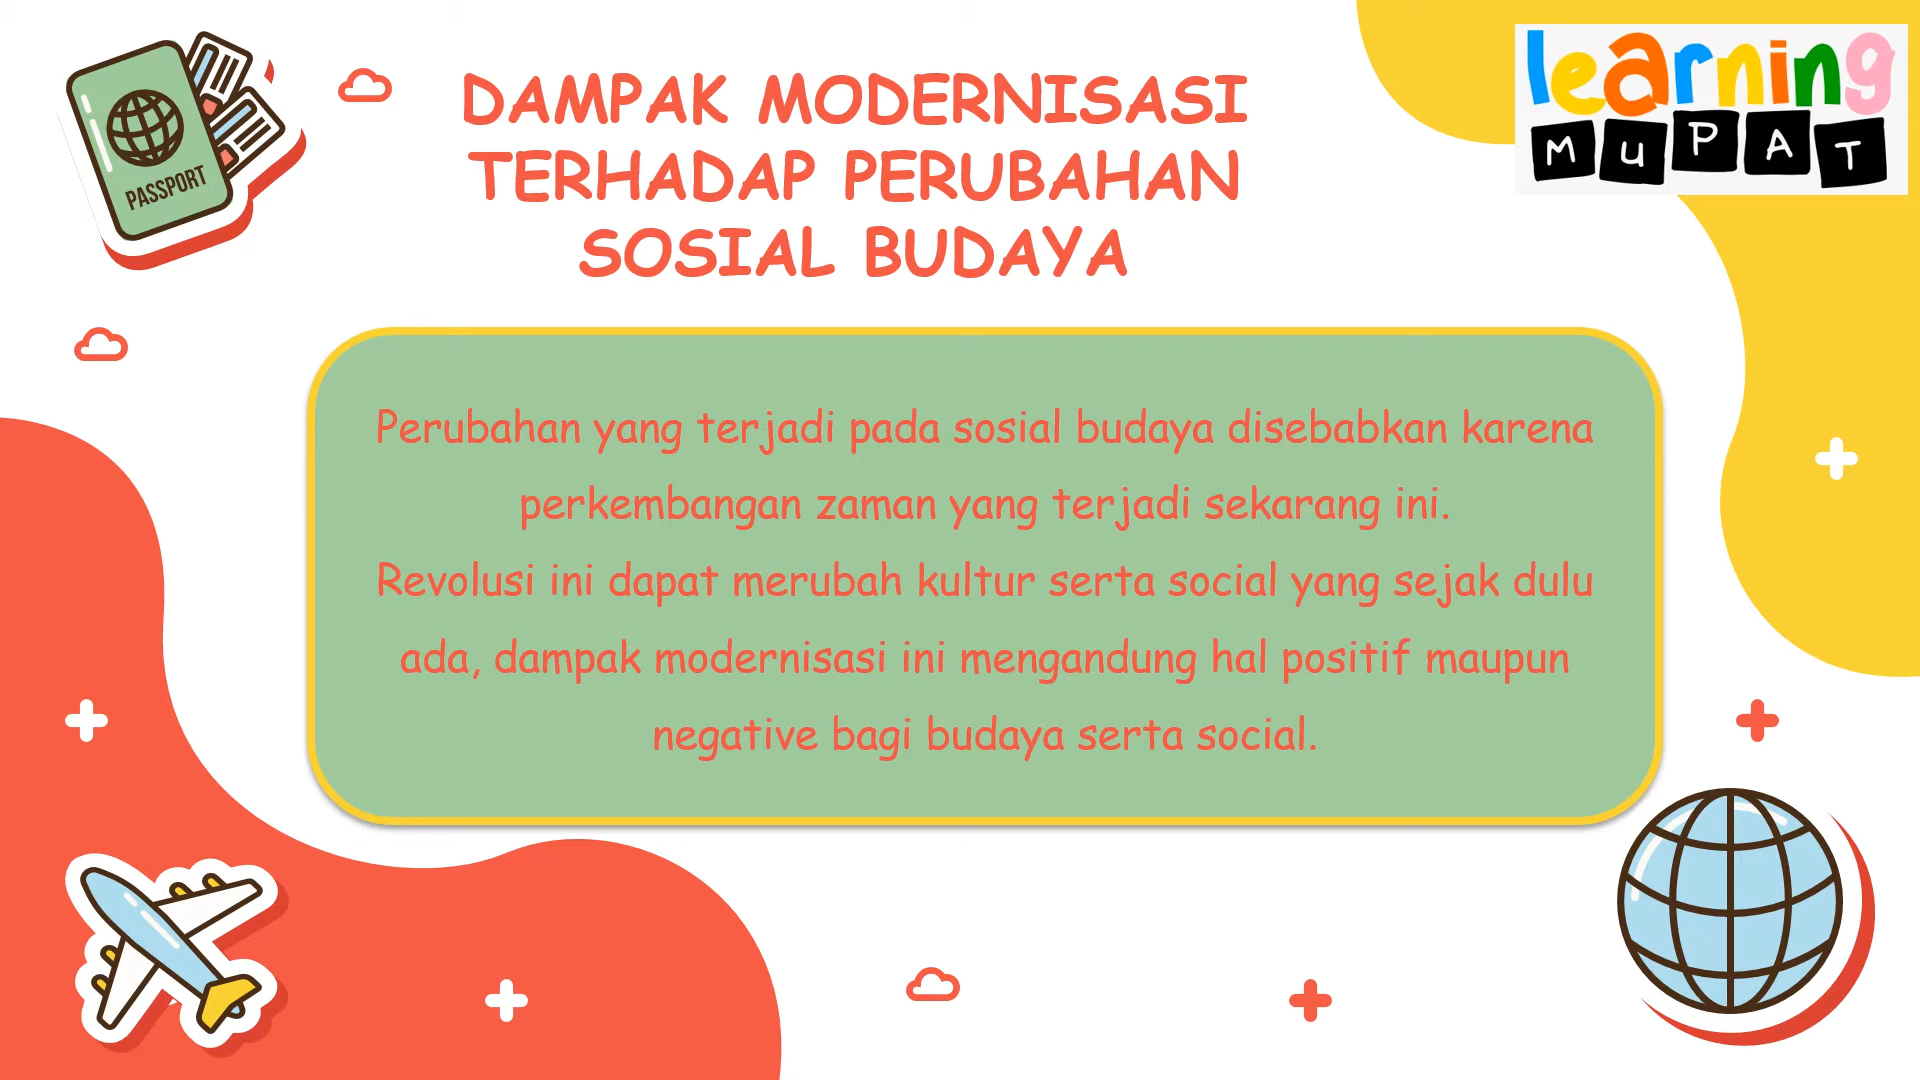 PASSPORT
DAMPAK MODERNISASI
TERHADAP PERUBAHAN
SOSIAL BUDAYA
learning
MUPAT
Perubahan yang terjadi pada sosial budaya disebabkan karena
perkembangan zaman yang terjadi sekarang ini.
Revolusi ini dapat merubah kultur serta social yang sejak dulu
ada, dampak modernisasi ini mengandung hal positif maupun
negative bagi budaya serta social.